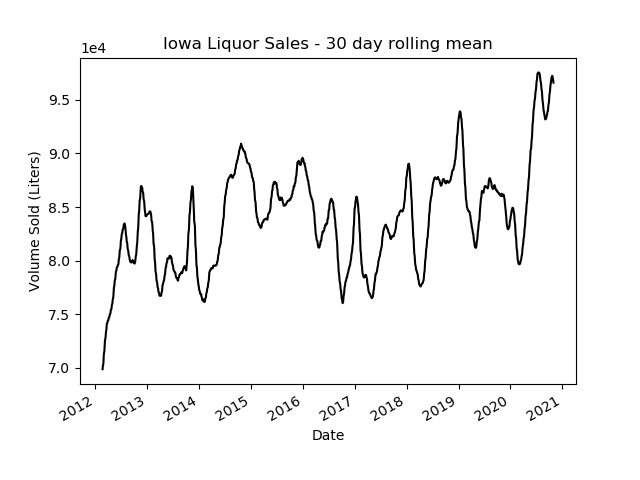 Iowa Liquor Sales - 30 day rolling mean
1e4
9.5
9.0
8.5
8.0
7.5
7.0
Volume Sold (Liters)
2012 2013 2014 2015 2016 2017 2018 2019 2020 2021
Date